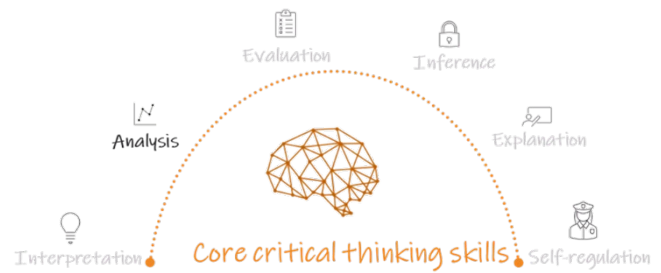 Evaluation
Inference
Analysis
Explanation
Interpretation
Core critical thinking skills
Self-regulation